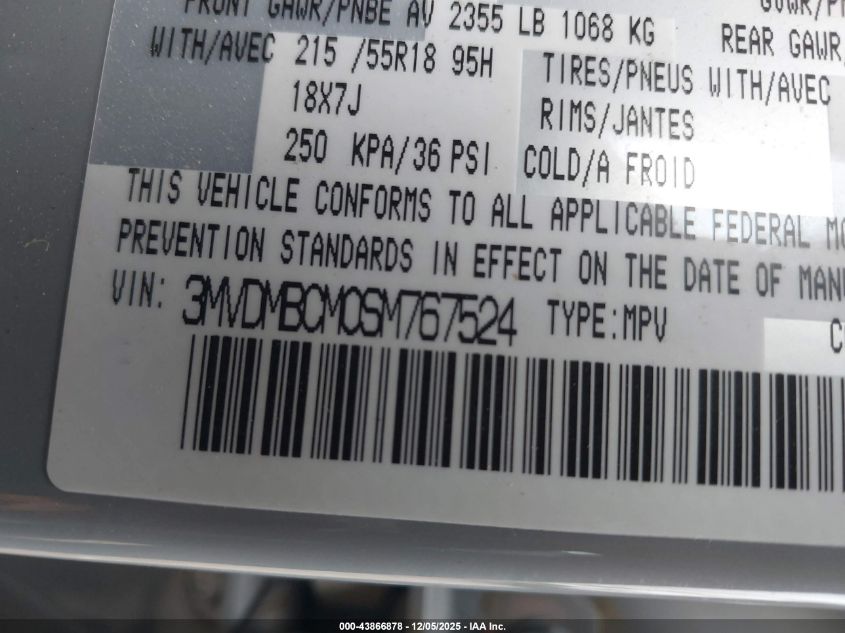 FRONT GAWR/PNBE AV 2355 LB 1068 KG
WITH/AVEC 215 /55R18 95H
18X7J
250 KPA/36 PSI
REAR GAWR/
TIRES/PNEUS WITH/AVEC
RIMS/JANTES
COLD/A FROID
THIS VEHICLE CONFORMS TO ALL APPLICABLE FEDERAL MO
PREVENTION STANDARDS IN EFFECT ON THE DATE OF MANU
VIN: 3MVDMBCM0SM767524 TYPE:MPV
000-43866878 - 12/05/2025 - IAA Inc.